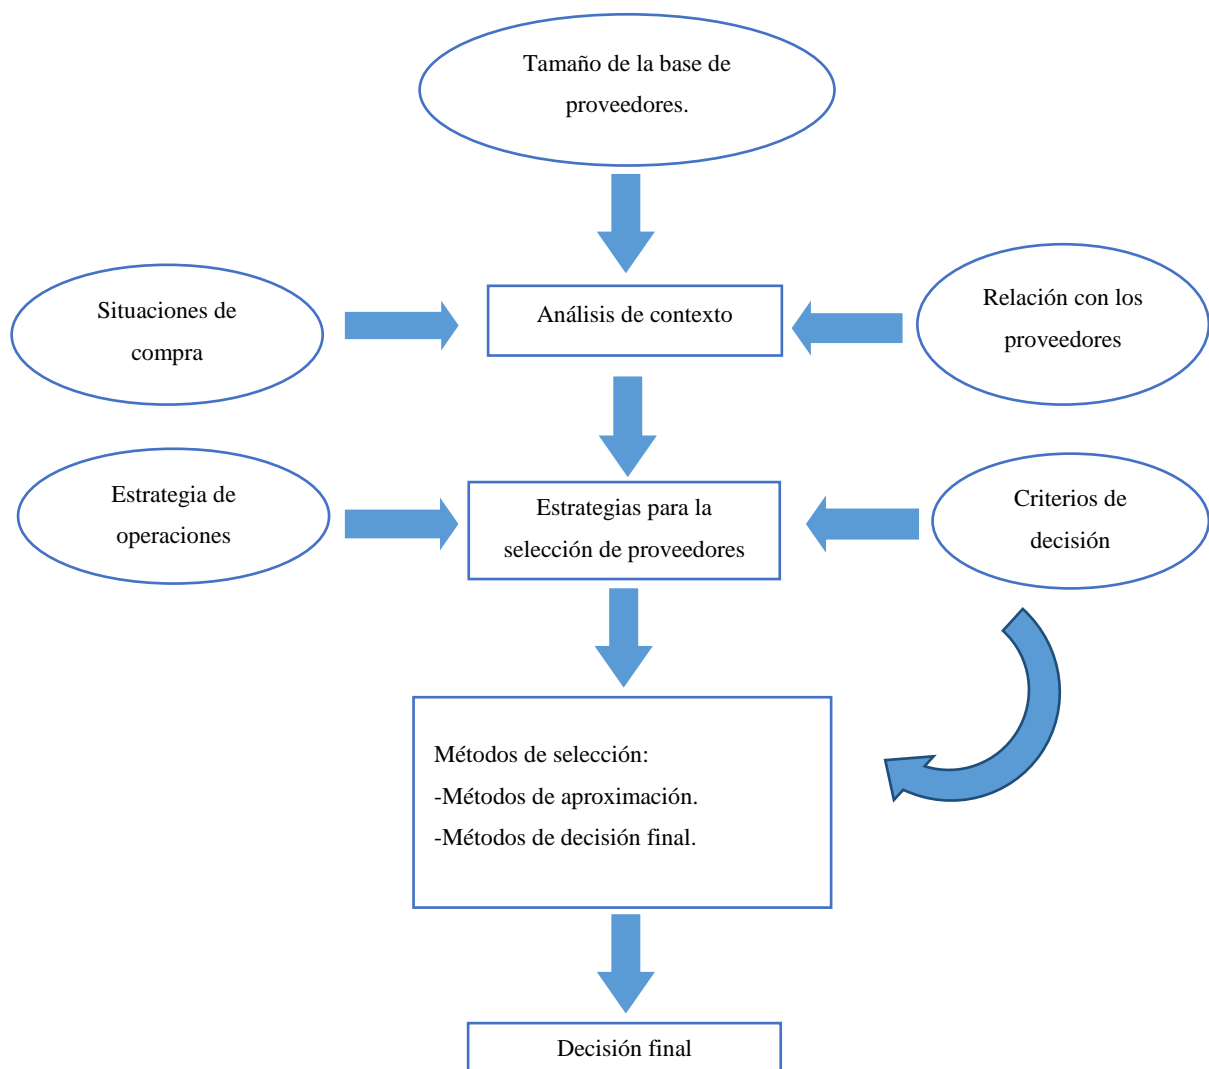 Tamaño de la base de
proveedores.
Situaciones de
compra
Análisis de contexto
Relación con los
proveedores
Estrategia de
operaciones
Estrategias para la
selección de proveedores
Criterios de
decisión
Métodos de selección:
-Métodos de aproximación.
-Métodos de decisión final.
Decisión final